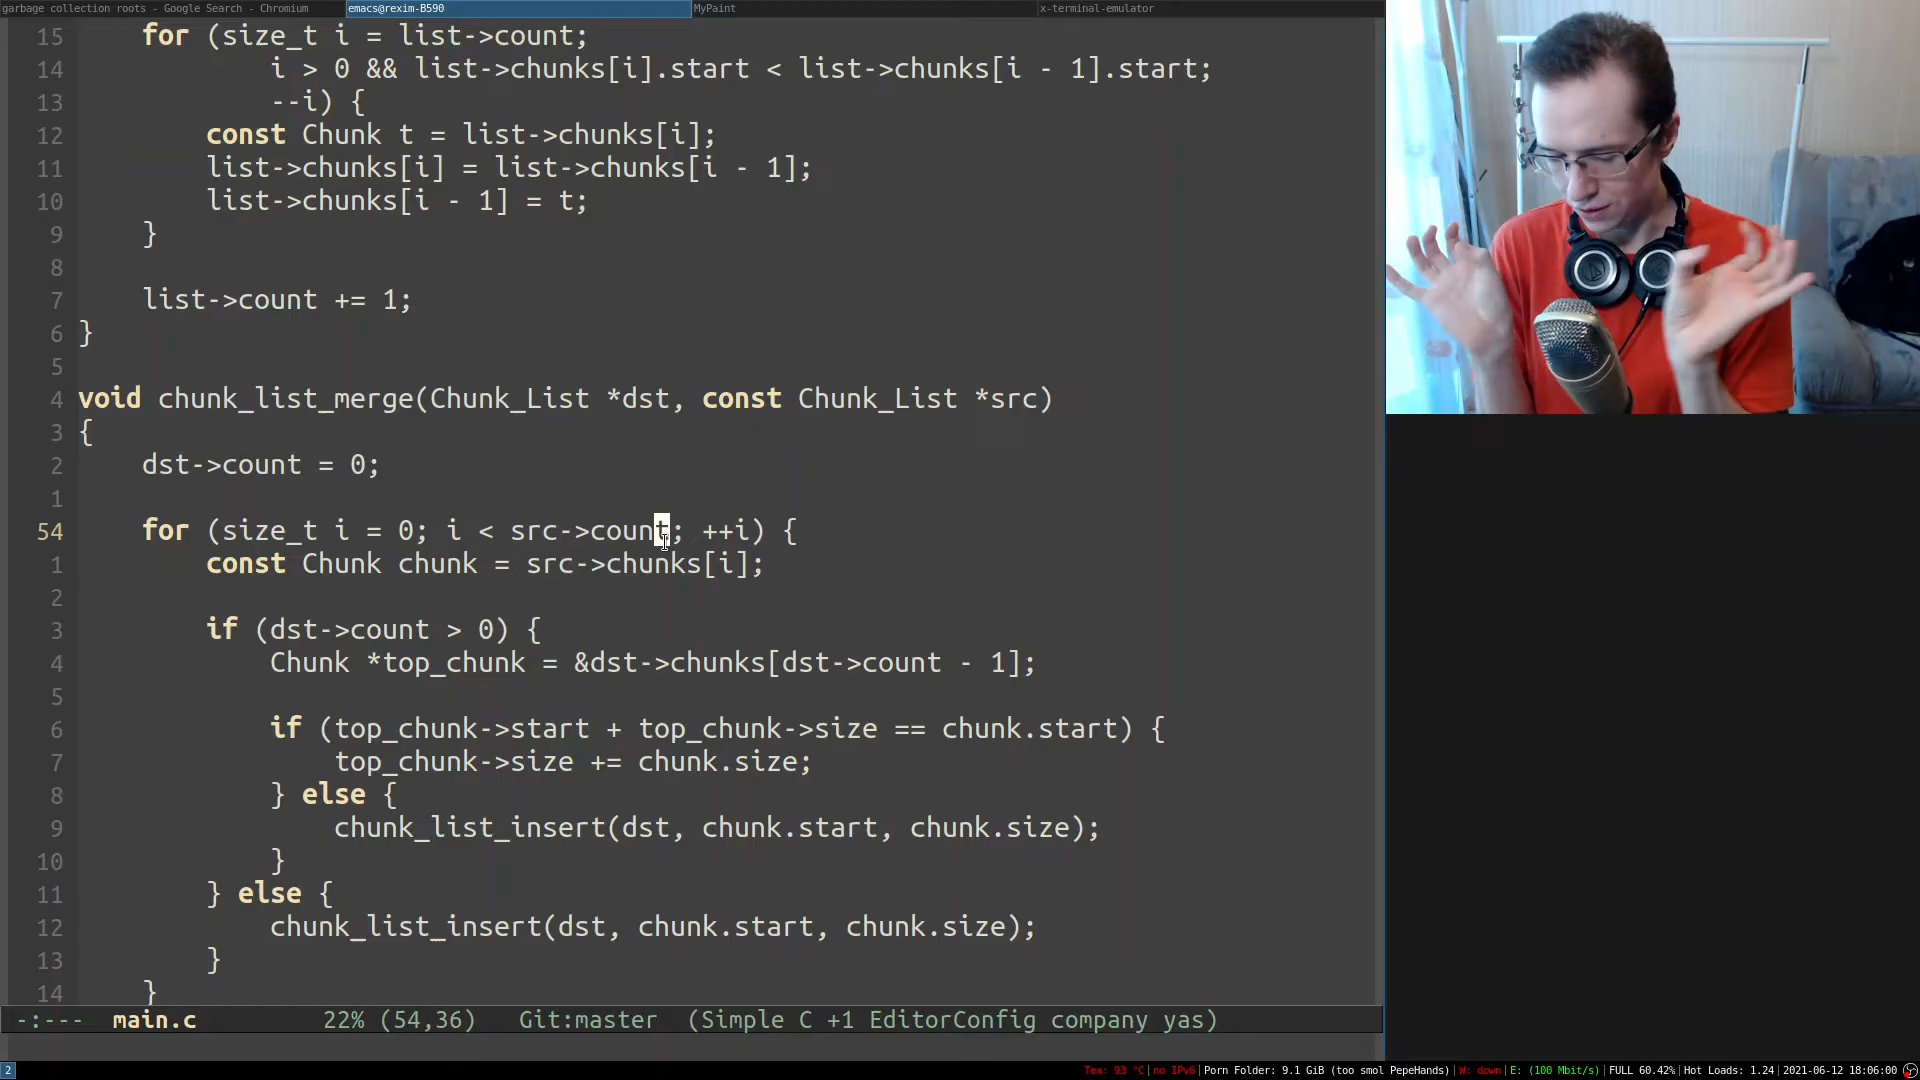 garbage collection roots - Google Search - Chromium emacs@rexim-B590 MyPaint x-terminal-emulator
15 for (size_t i = list->count;
14 i > 0 && list->chunks[i].start < list->chunks[i - 1].start;
13 --i) {
12 const Chunk t = list->chunks[i];
11 list->chunks[i] = list->chunks[i - 1];
10 list->chunks[i - 1] = t;
9 }
8
7 list->count += 1;
6 }
5
4 void chunk_list_merge(Chunk_List *dst, const Chunk_List *src)
3 {
2 dst->count = 0;
1
54 for (size_t i = 0; i < src->count; ++i) {
1 const Chunk chunk = src->chunks[i];
2
3 if (dst->count > 0) {
4 Chunk *top_chunk = &dst->chunks[dst->count - 1];
5
6 if (top_chunk->start + top_chunk->size == chunk.start) {
7 top_chunk->size += chunk.size;
8 } else {
9 chunk_list_insert(dst, chunk.start, chunk.size);
10 }
11 } else {
12 chunk_list_insert(dst, chunk.start, chunk.size);
13 }
14 }
-:--- main.c 22% (54,36) Git:master (Simple C +1 EditorConfig company yas)
2 Tea: 93 °C|no IPv6|Porn Folder: 9.1 GiB (too smol PepeHands)|W: down|E: (100 Mbit/s)|FULL 60.42%|Hot Loads: 1.24|2021-06-12 18:06:00